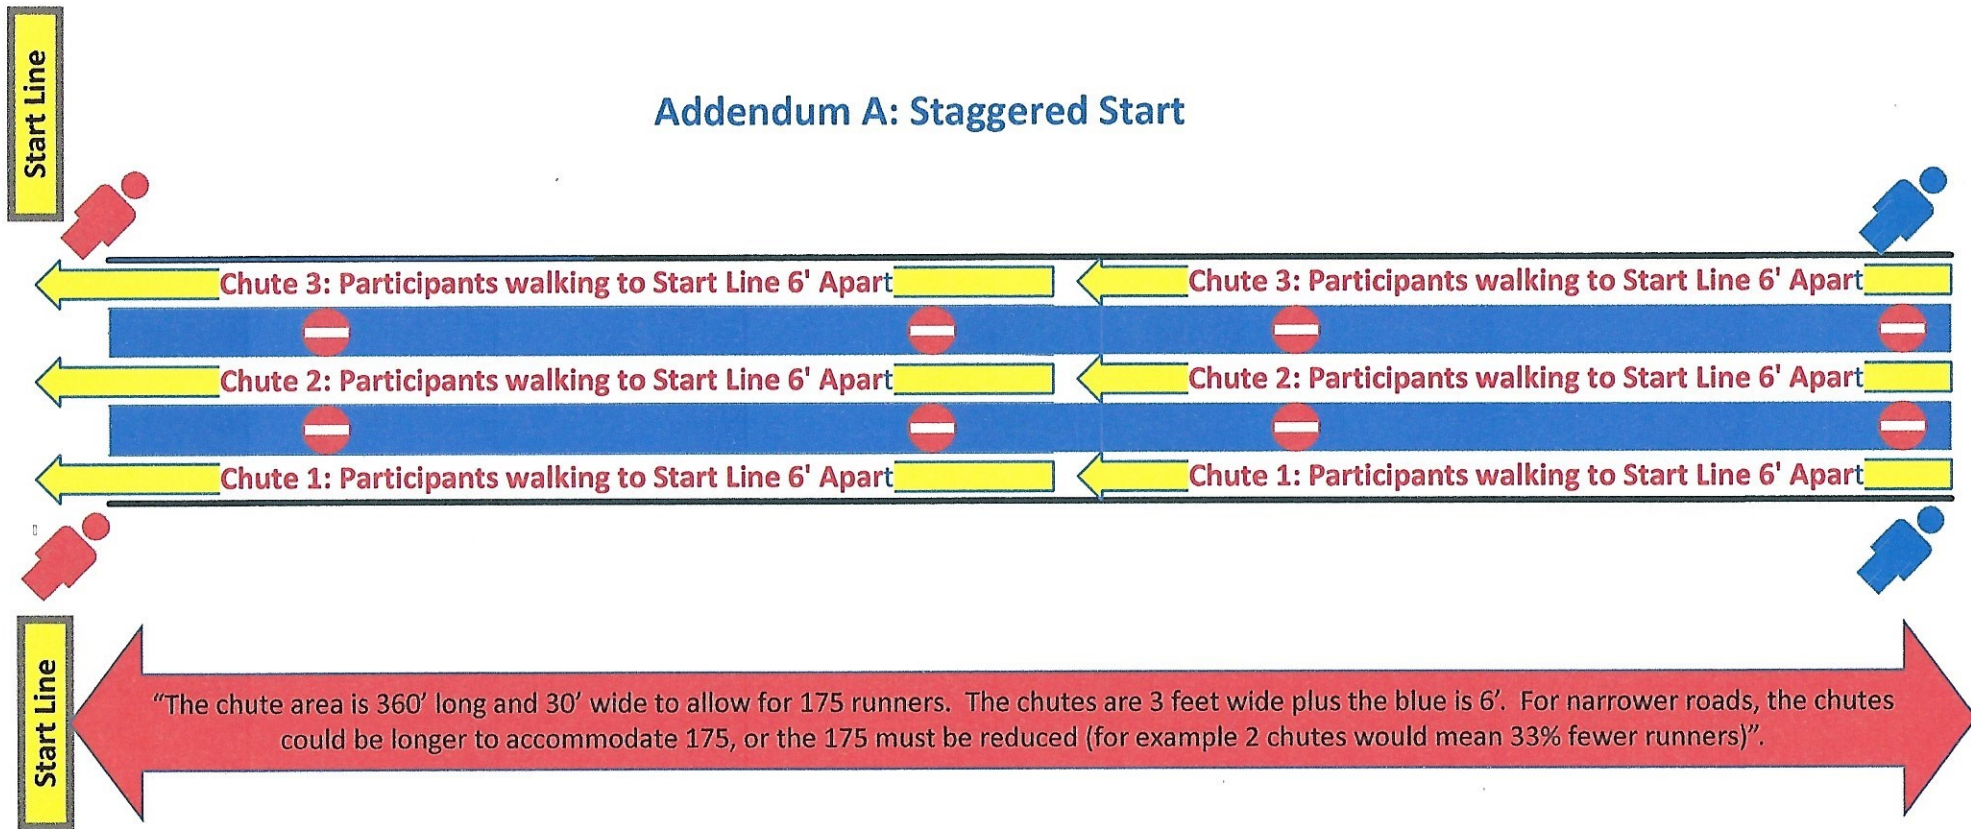 Start Line
Addendum A: Staggered Start
Chute 3: Participants walking to Start Line 6' Apart
Chute 3: Participants walking to Start Line 6' Apart
Chute 2: Participants walking to Start Line 6' Apart
Chute 2: Participants walking to Start Line 6' Apart
Chute 1: Participants walking to Start Line 6' Apart
Chute 1: Participants walking to Start Line 6' Apart
Start Line
“The chute area is 360’ long and 30’ wide to allow for 175 runners. The chutes are 3 feet wide plus the blue is 6’. For narrower roads, the chutes
could be longer to accommodate 175, or the 175 must be reduced (for example 2 chutes would mean 33% fewer runners)”.